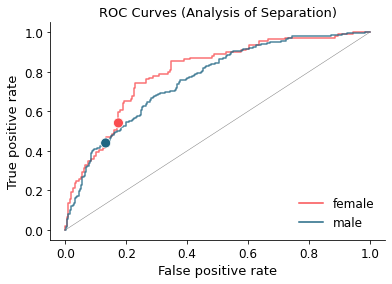 ROC Curves (Analysis of Separation)
True positive rate
1.0
0.8
0.6
0.4
0.2
0.0
female
male
0.0 0.2 0.4 0.6 0.8 1.0
False positive rate